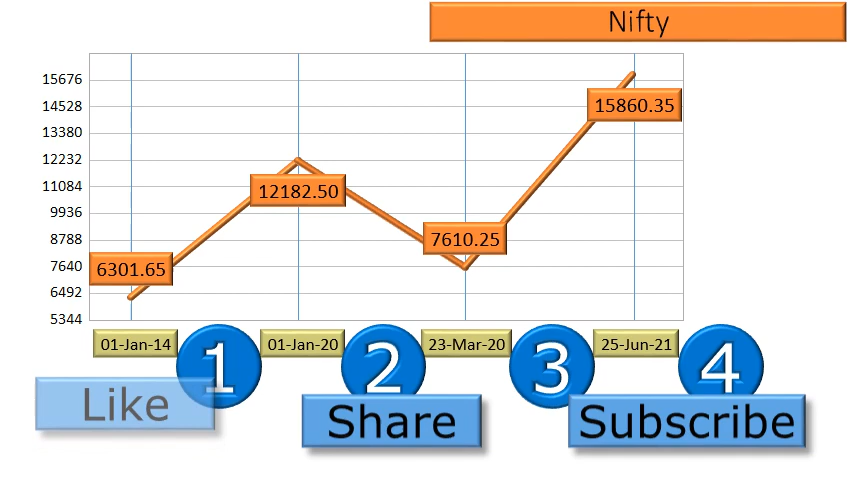 Nifty
15676
14528
13380
12232
11084
9936
8788
7640
6492
5344
6301.65
12182.50
7610.25
15860.35
01-Jan-14
01-Jan-20
23-Mar-20
25-Jun-21
1
2
3
4
Like
Share
Subscribe